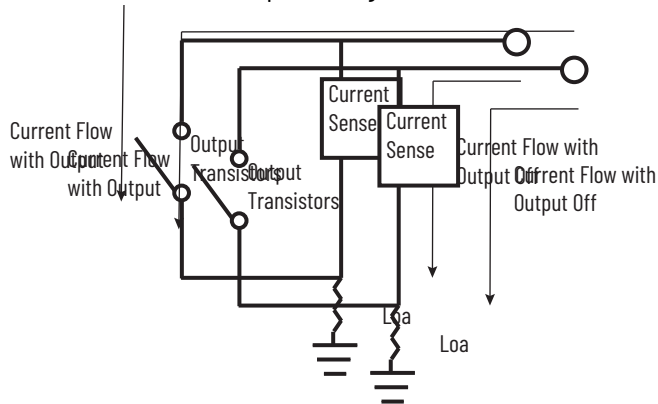 Current
Sense
Current
Sense
Current Flow
with Output
Current Flow
with Output
Output
Transistors
Output
Transistors
Current Flow with
Output Off
Current Flow with
Output Off
Loa
Loa